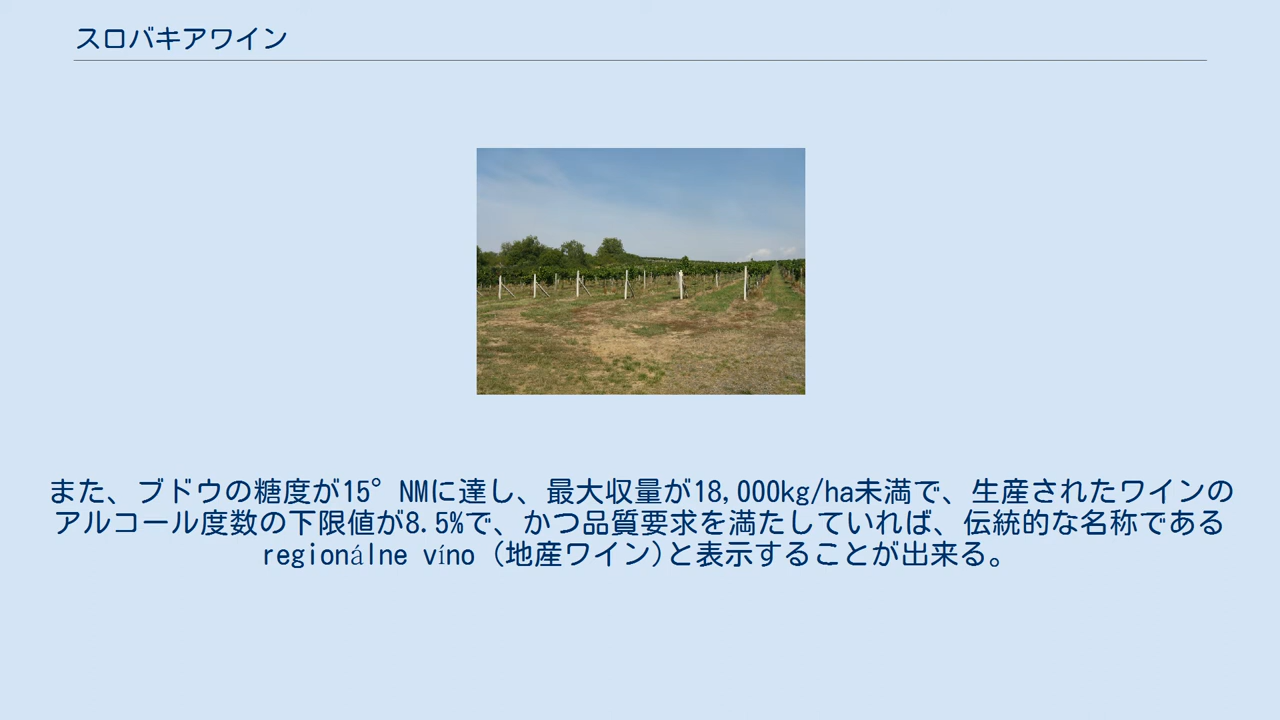 スロバキアワイン
また、ブドウの糖度が15°NMに達し、最大収量が18,000kg/ha未満で、生産されたワインの
アルコール度数の下限値が8.5%で、かつ品質要求を満たしていれば、伝統的な名称である
regionálne víno (地産ワイン)と表示することが出来る。